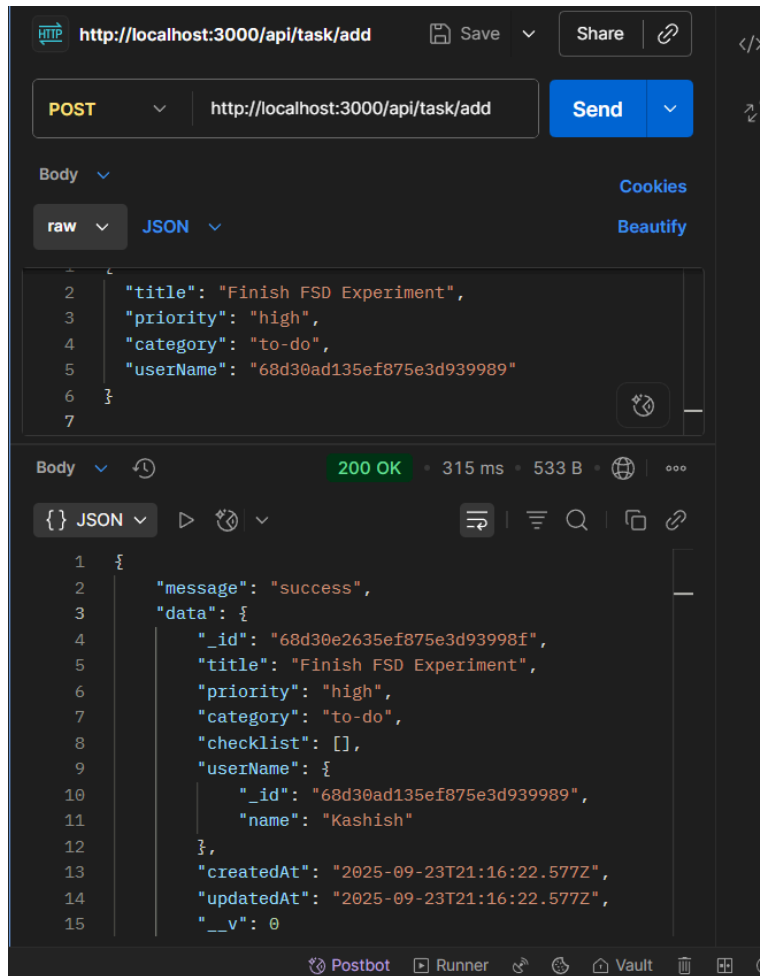 HTTP http://localhost:3000/api/task/add Save Share
POST http://localhost:3000/api/task/add Send
Body
Cookies
raw JSON Beautify
1 {
2 "title": "Finish FSD Experiment",
3 "priority": "high",
4 "category": "to-do",
5 "userName": "68d30ad135ef875e3d939989"
6 }
7
Body 200 OK • 315 ms • 533 B •
{} JSON
1 {
2 "message": "success",
3 "data": {
4 "_id": "68d30e2635ef875e3d93998f",
5 "title": "Finish FSD Experiment",
6 "priority": "high",
7 "category": "to-do",
8 "checklist": [],
9 "userName": {
10 "_id": "68d30ad135ef875e3d939989",
11 "name": "Kashish"
12 },
13 "createdAt": "2025-09-23T21:16:22.577Z",
14 "updatedAt": "2025-09-23T21:16:22.577Z",
15 "__v": 0
Postbot Runner Vault